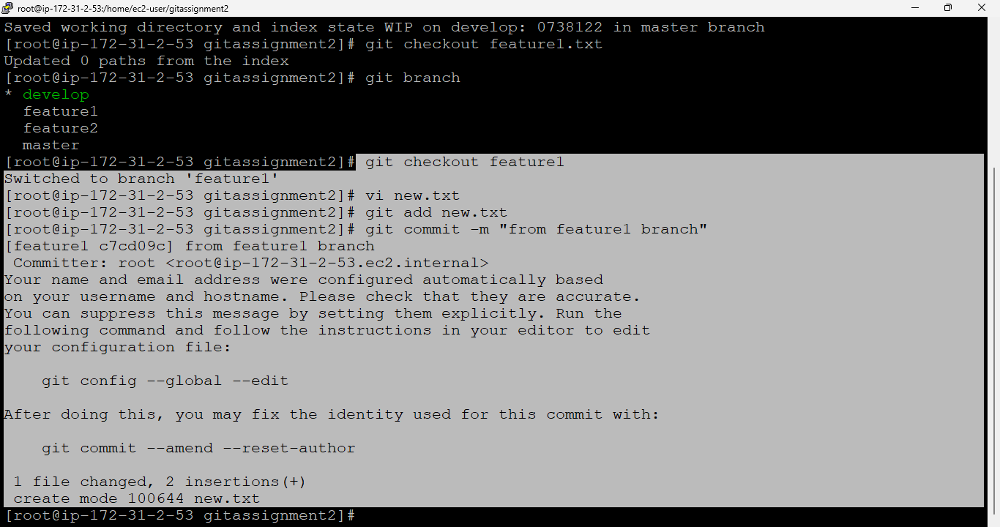 root@ip-172-31-2-53:/home/ec2-user/gitassignment2
Saved working directory and index state WIP on develop: 0738122 in master branch
[root@ip-172-31-2-53 gitassignment2]# git checkout feature1.txt
Updated 0 paths from the index
[root@ip-172-31-2-53 gitassignment2]# git branch
* develop
  feature1
  feature2
  master
[root@ip-172-31-2-53 gitassignment2]# git checkout feature1
Switched to branch 'feature1'
[root@ip-172-31-2-53 gitassignment2]# vi new.txt
[root@ip-172-31-2-53 gitassignment2]# git add new.txt
[root@ip-172-31-2-53 gitassignment2]# git commit -m "from feature1 branch"
[feature1 c7cd09c] from feature1 branch
 Committer: root <root@ip-172-31-2-53.ec2.internal>
Your name and email address were configured automatically based
on your username and hostname. Please check that they are accurate.
You can suppress this message by setting them explicitly. Run the
following command and follow the instructions in your editor to edit
your configuration file:
    git config --global --edit
After doing this, you may fix the identity used for this commit with:
    git commit --amend --reset-author
 1 file changed, 2 insertions(+)
 create mode 100644 new.txt
[root@ip-172-31-2-53 gitassignment2]#